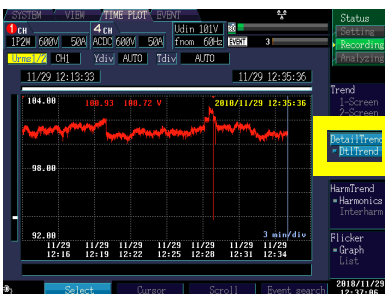 SYSTEM VIEW TIME PLOT EVENT
1 CH 4 CH Udin 101V
1P2W 600V 50A ACDC 600V 50A fnom 60Hz EVENT 3
Urms1/2 CH1 Ydiv AUTO Tdiv AUTO
11/29 12:13:33 11/29 12:35:36
104.00 100.93 100.72 V 2010/11/29 12:35:36
98.00
92.00 3 min/div
11/29 11/29 11/29 11/29 11/29 11/29 11/29
12:16 12:19 12:22 12:25 12:28 12:31 12:34
Select Cursor Scroll Event search
Status
Setting
Recording
Analyzing
Trend
1-Screen
2-Screen
DetailTrend
DtlTrend
HarmTrend
Harmonics
Interharm
Flicker
Graph
List
2010/11/29
12:37:06